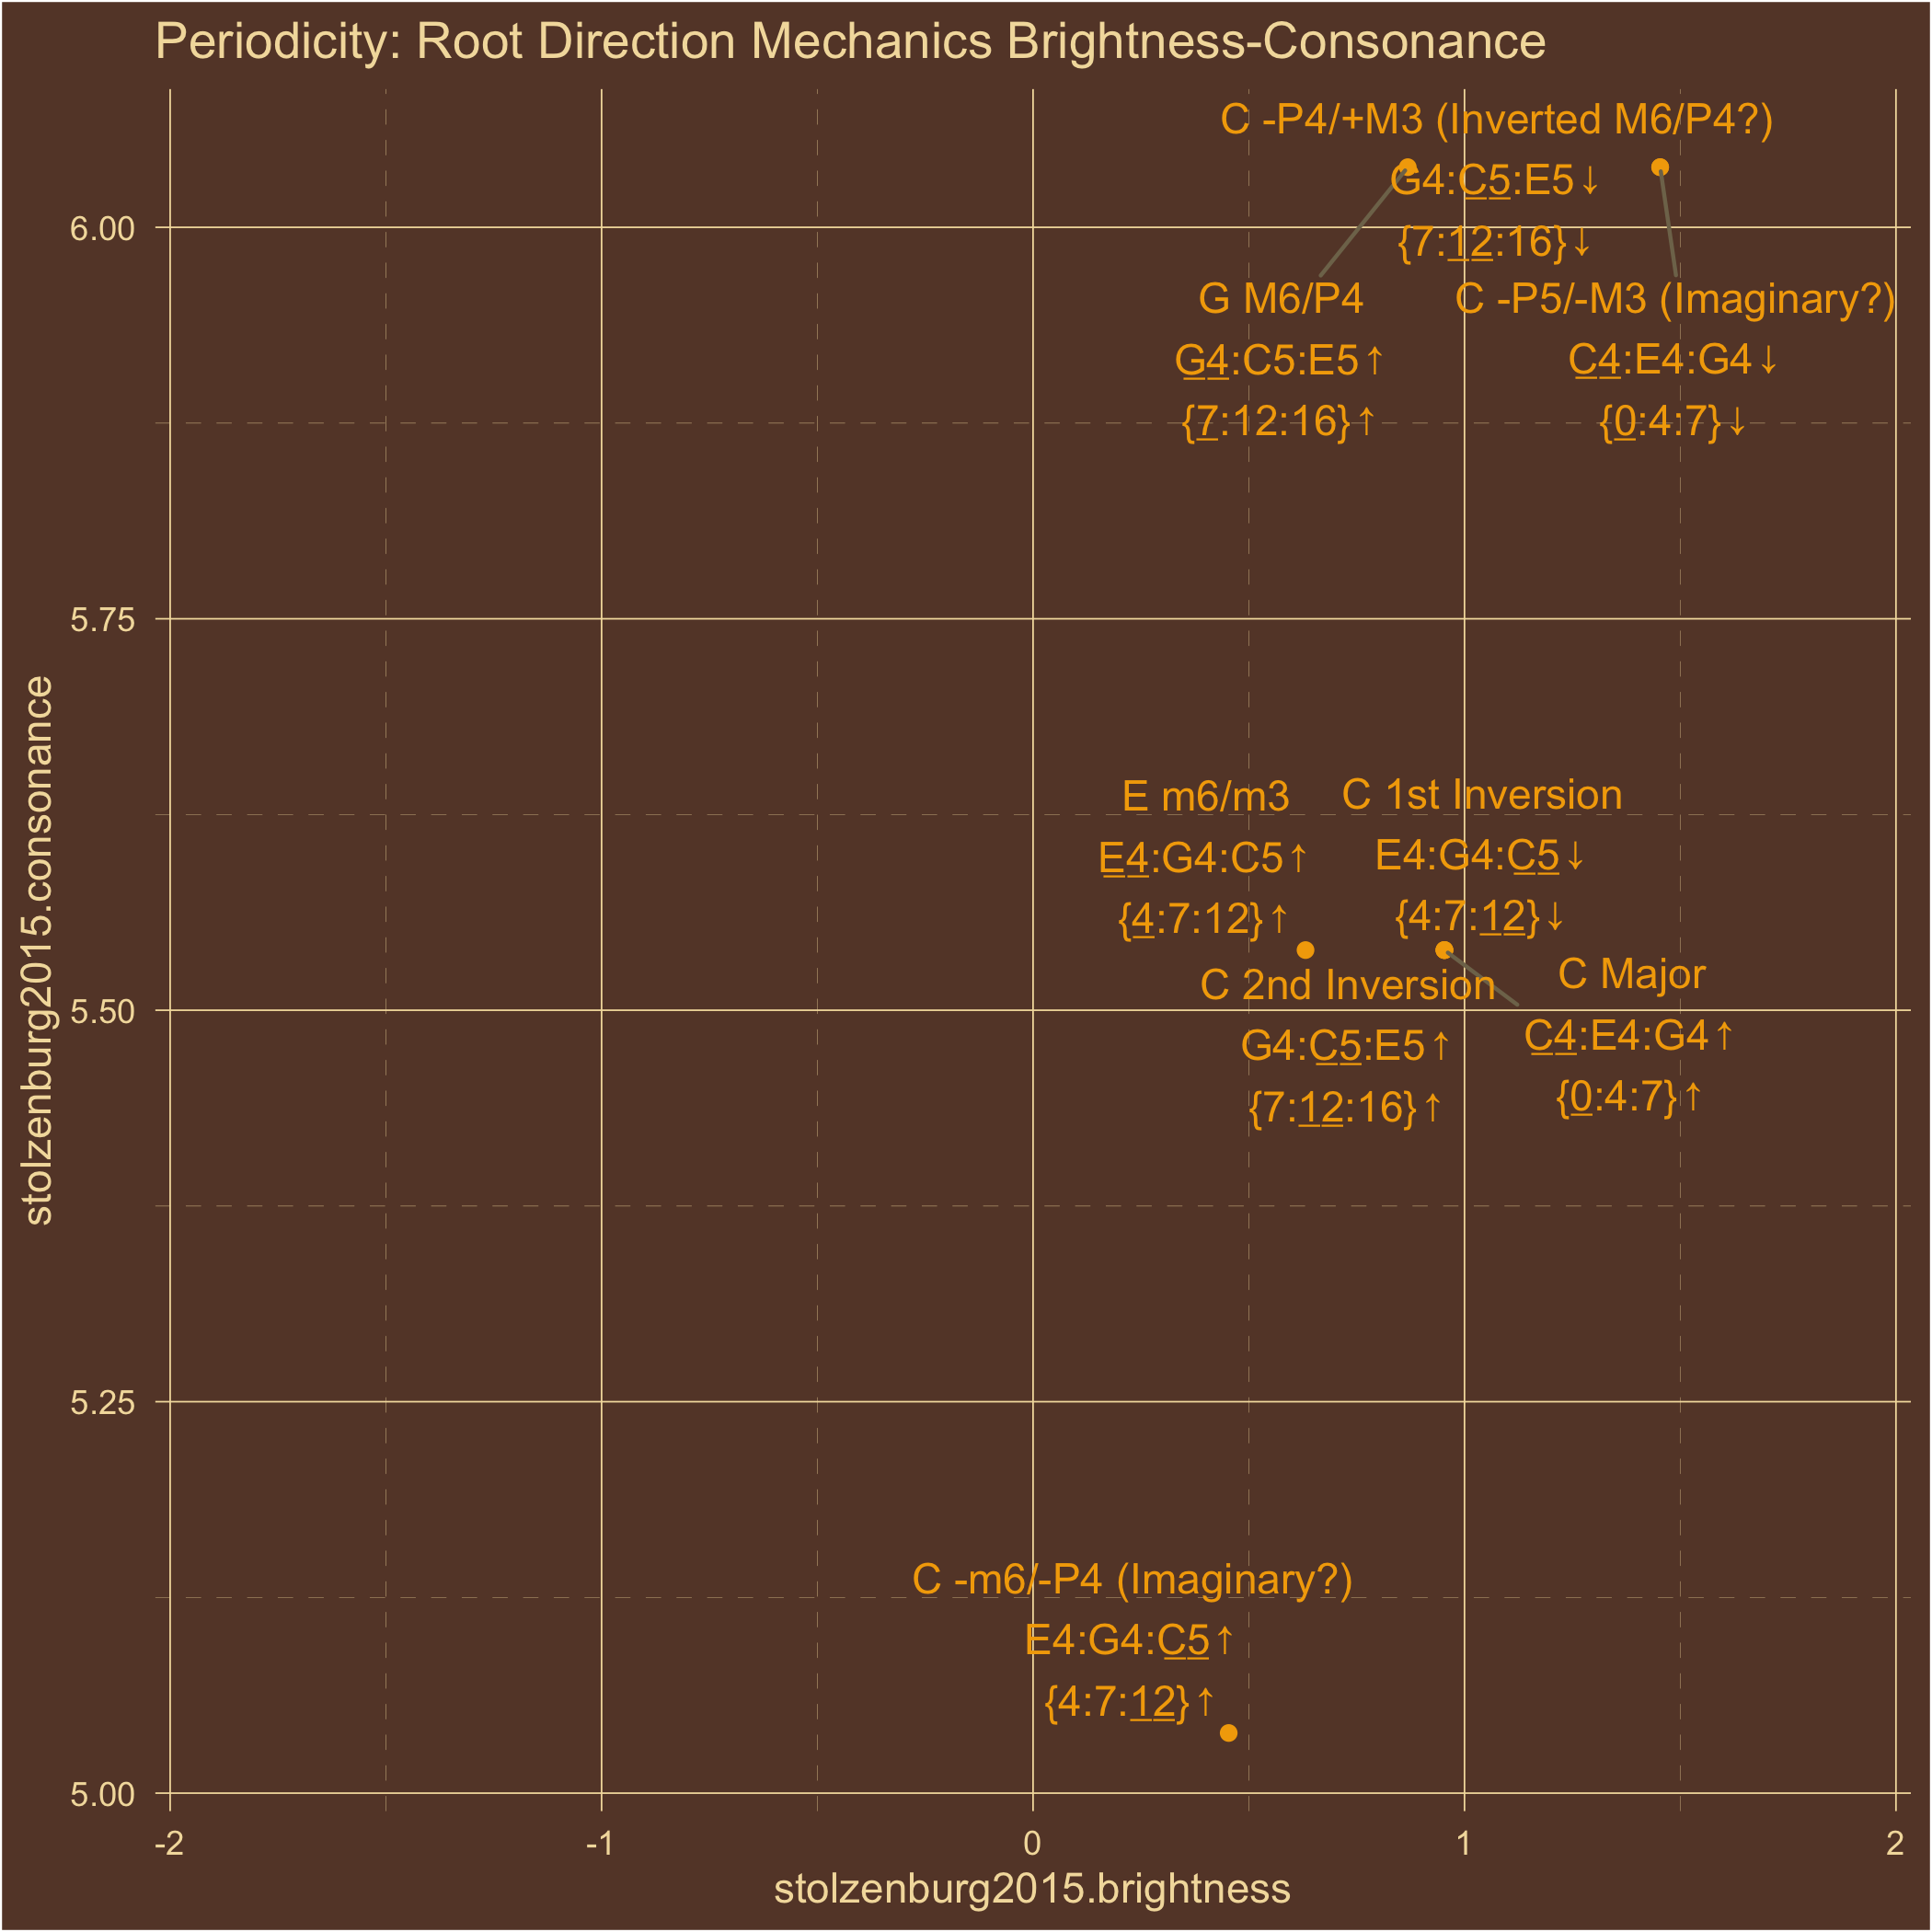 Periodicity: Root Direction Mechanics Brightness-Consonance
C -P4/+M3 (Inverted M6/P4?)
G4:C5:E5↓
{7:12:16}↓
G M6/P4
G4:C5:E5↑
{7:12:16}↑
C -P5/-M3 (Imaginary?)
C4:E4:G4↓
{0:4:7}↓
E m6/m3
E4:G4:C5↑
{4:7:12}↑
C 1st Inversion
E4:G4:C5↓
{4:7:12}↓
C 2nd Inversion
G4:C5:E5↑
{7:12:16}↑
C Major
C4:E4:G4↑
{0:4:7}↑
C -m6/-P4 (Imaginary?)
E4:G4:C5↑
{4:7:12}↑
6.00
5.75
5.50
5.25
5.00
stolzenburg2015.consonance
-2
-1
0
1
2
stolzenburg2015.brightness